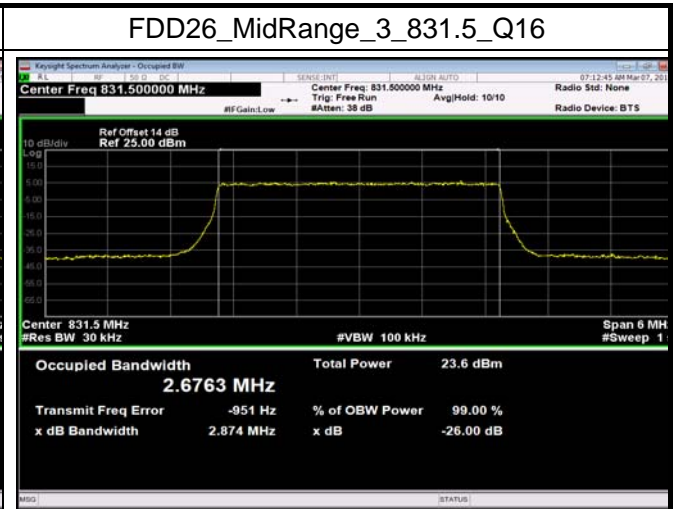 FDD26_MidRange_3_831.5_Q16
Keysight Spectrum Analyzer - Occupied BW
RL RF 50 Ω DC SENSE:INT ALIGN AUTO 07:12:45 AM Mar 07, 201
Center Freq 831.500000 MHz Center Freq: 831.500000 MHz Radio Std: None
Trig: Free Run Avg|Hold: 10/10
#IFGain:Low #Atten: 38 dB Radio Device: BTS
Ref Offset 14 dB
10 dB/div Ref 25.00 dBm
Log
15.0
5.00
-5.00
-15.0
-25.0
-35.0
-45.0
-55.0
-65.0
Center 831.5 MHz Span 6 MH
#Res BW 30 kHz #VBW 100 kHz #Sweep 1
Occupied Bandwidth Total Power 23.6 dBm
2.6763 MHz
Transmit Freq Error -951 Hz % of OBW Power 99.00 %
x dB Bandwidth 2.874 MHz x dB -26.00 dB
MSG STATUS